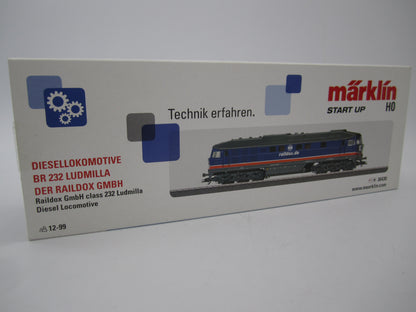 märklin
START UP
H0
Technik erfahren.
DIESELLOKOMOTIVE
BR 232 LUDMILLA
DER RAILDOX GMBH
Raildox GmbH class 232 Ludmilla
Diesel Locomotive
raildox.de
36420
www.maerklin.com
12-99